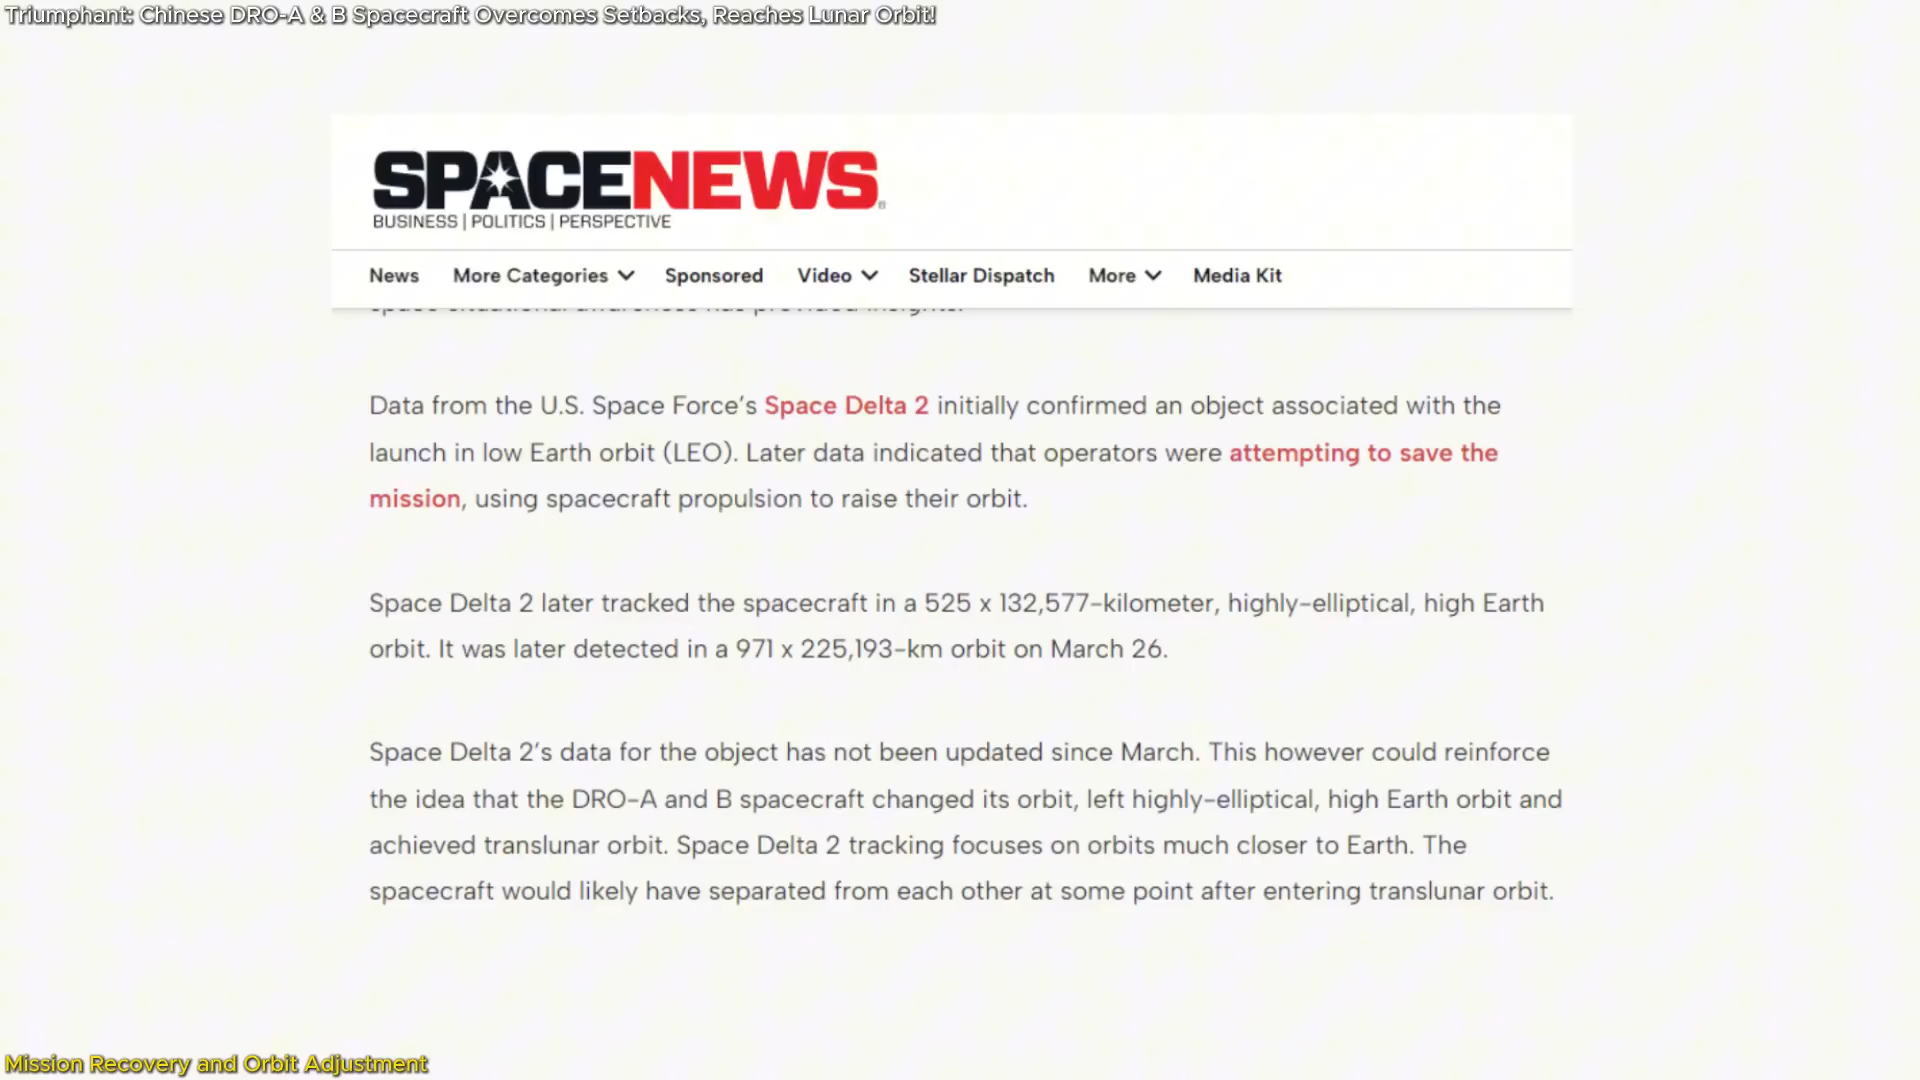 Triumphant: Chinese DRO-A & B Spacecraft Overcomes Setbacks, Reaches Lunar Orbit!
SPACENEWS®
BUSINESS | POLITICS | PERSPECTIVE
News More Categories Sponsored Video Stellar Dispatch More Media Kit
space situational awareness has provided insights.
Data from the U.S. Space Force’s Space Delta 2 initially confirmed an object associated with the
launch in low Earth orbit (LEO). Later data indicated that operators were attempting to save the
mission, using spacecraft propulsion to raise their orbit.
Space Delta 2 later tracked the spacecraft in a 525 x 132,577-kilometer, highly-elliptical, high Earth
orbit. It was later detected in a 971 x 225,193-km orbit on March 26.
Space Delta 2’s data for the object has not been updated since March. This however could reinforce
the idea that the DRO-A and B spacecraft changed its orbit, left highly-elliptical, high Earth orbit and
achieved translunar orbit. Space Delta 2 tracking focuses on orbits much closer to Earth. The
spacecraft would likely have separated from each other at some point after entering translunar orbit.
Mission Recovery and Orbit Adjustment